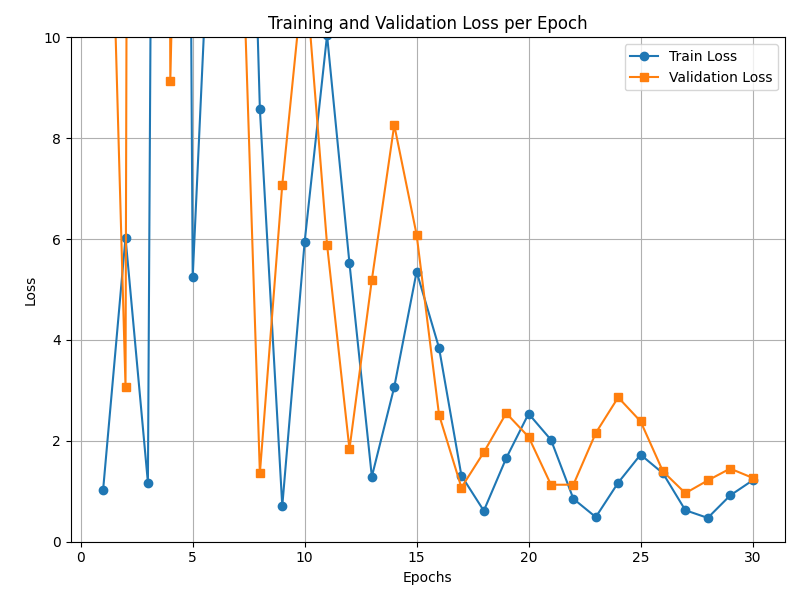 Training and Validation Loss per Epoch
Train Loss
Validation Loss
Loss
10
8
6
4
2
0
0 5 10 15 20 25 30
Epochs